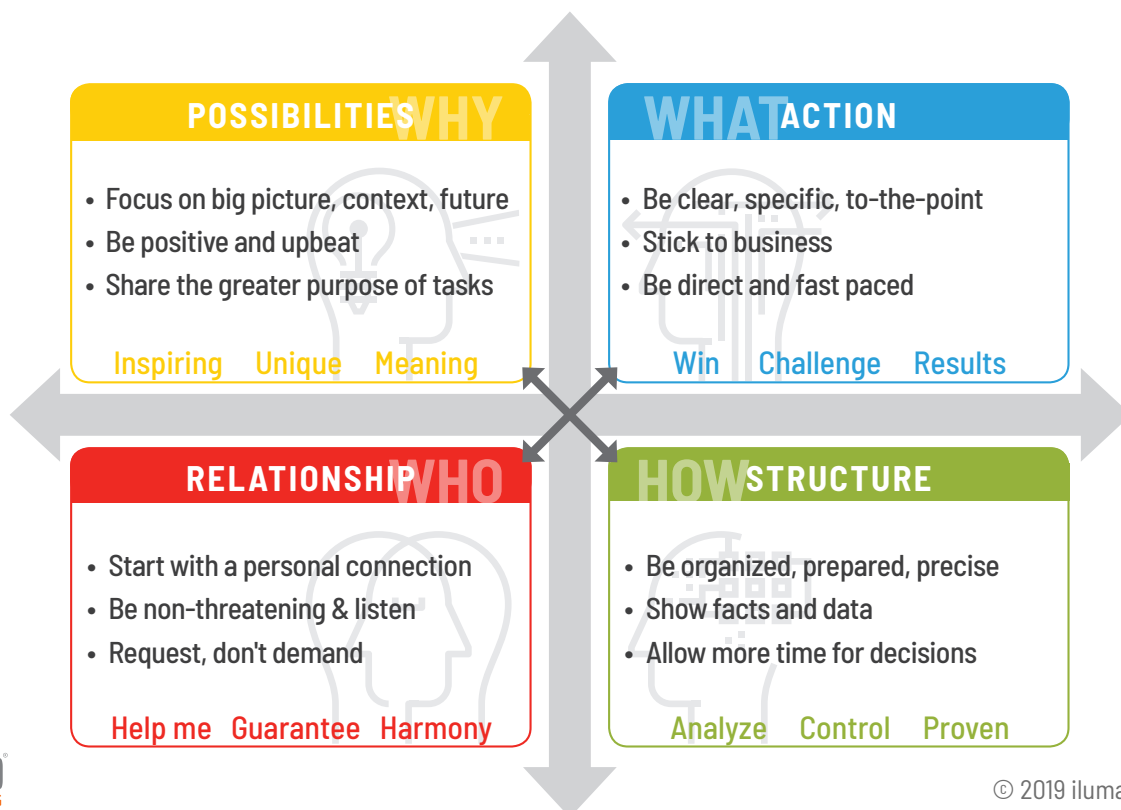 POSSIBILITIES WHY
• Focus on big picture, context, future
• Be positive and upbeat
• Share the greater purpose of tasks
Inspiring Unique Meaning
WHAT ACTION
• Be clear, specific, to-the-point
• Stick to business
• Be direct and fast paced
Win Challenge Results
RELATIONSHIP WHO
• Start with a personal connection
• Be non-threatening & listen
• Request, don't demand
Help me Guarantee Harmony
HOW STRUCTURE
• Be organized, prepared, precise
• Show facts and data
• Allow more time for decisions
Analyze Control Proven
®
© 2019 iluma